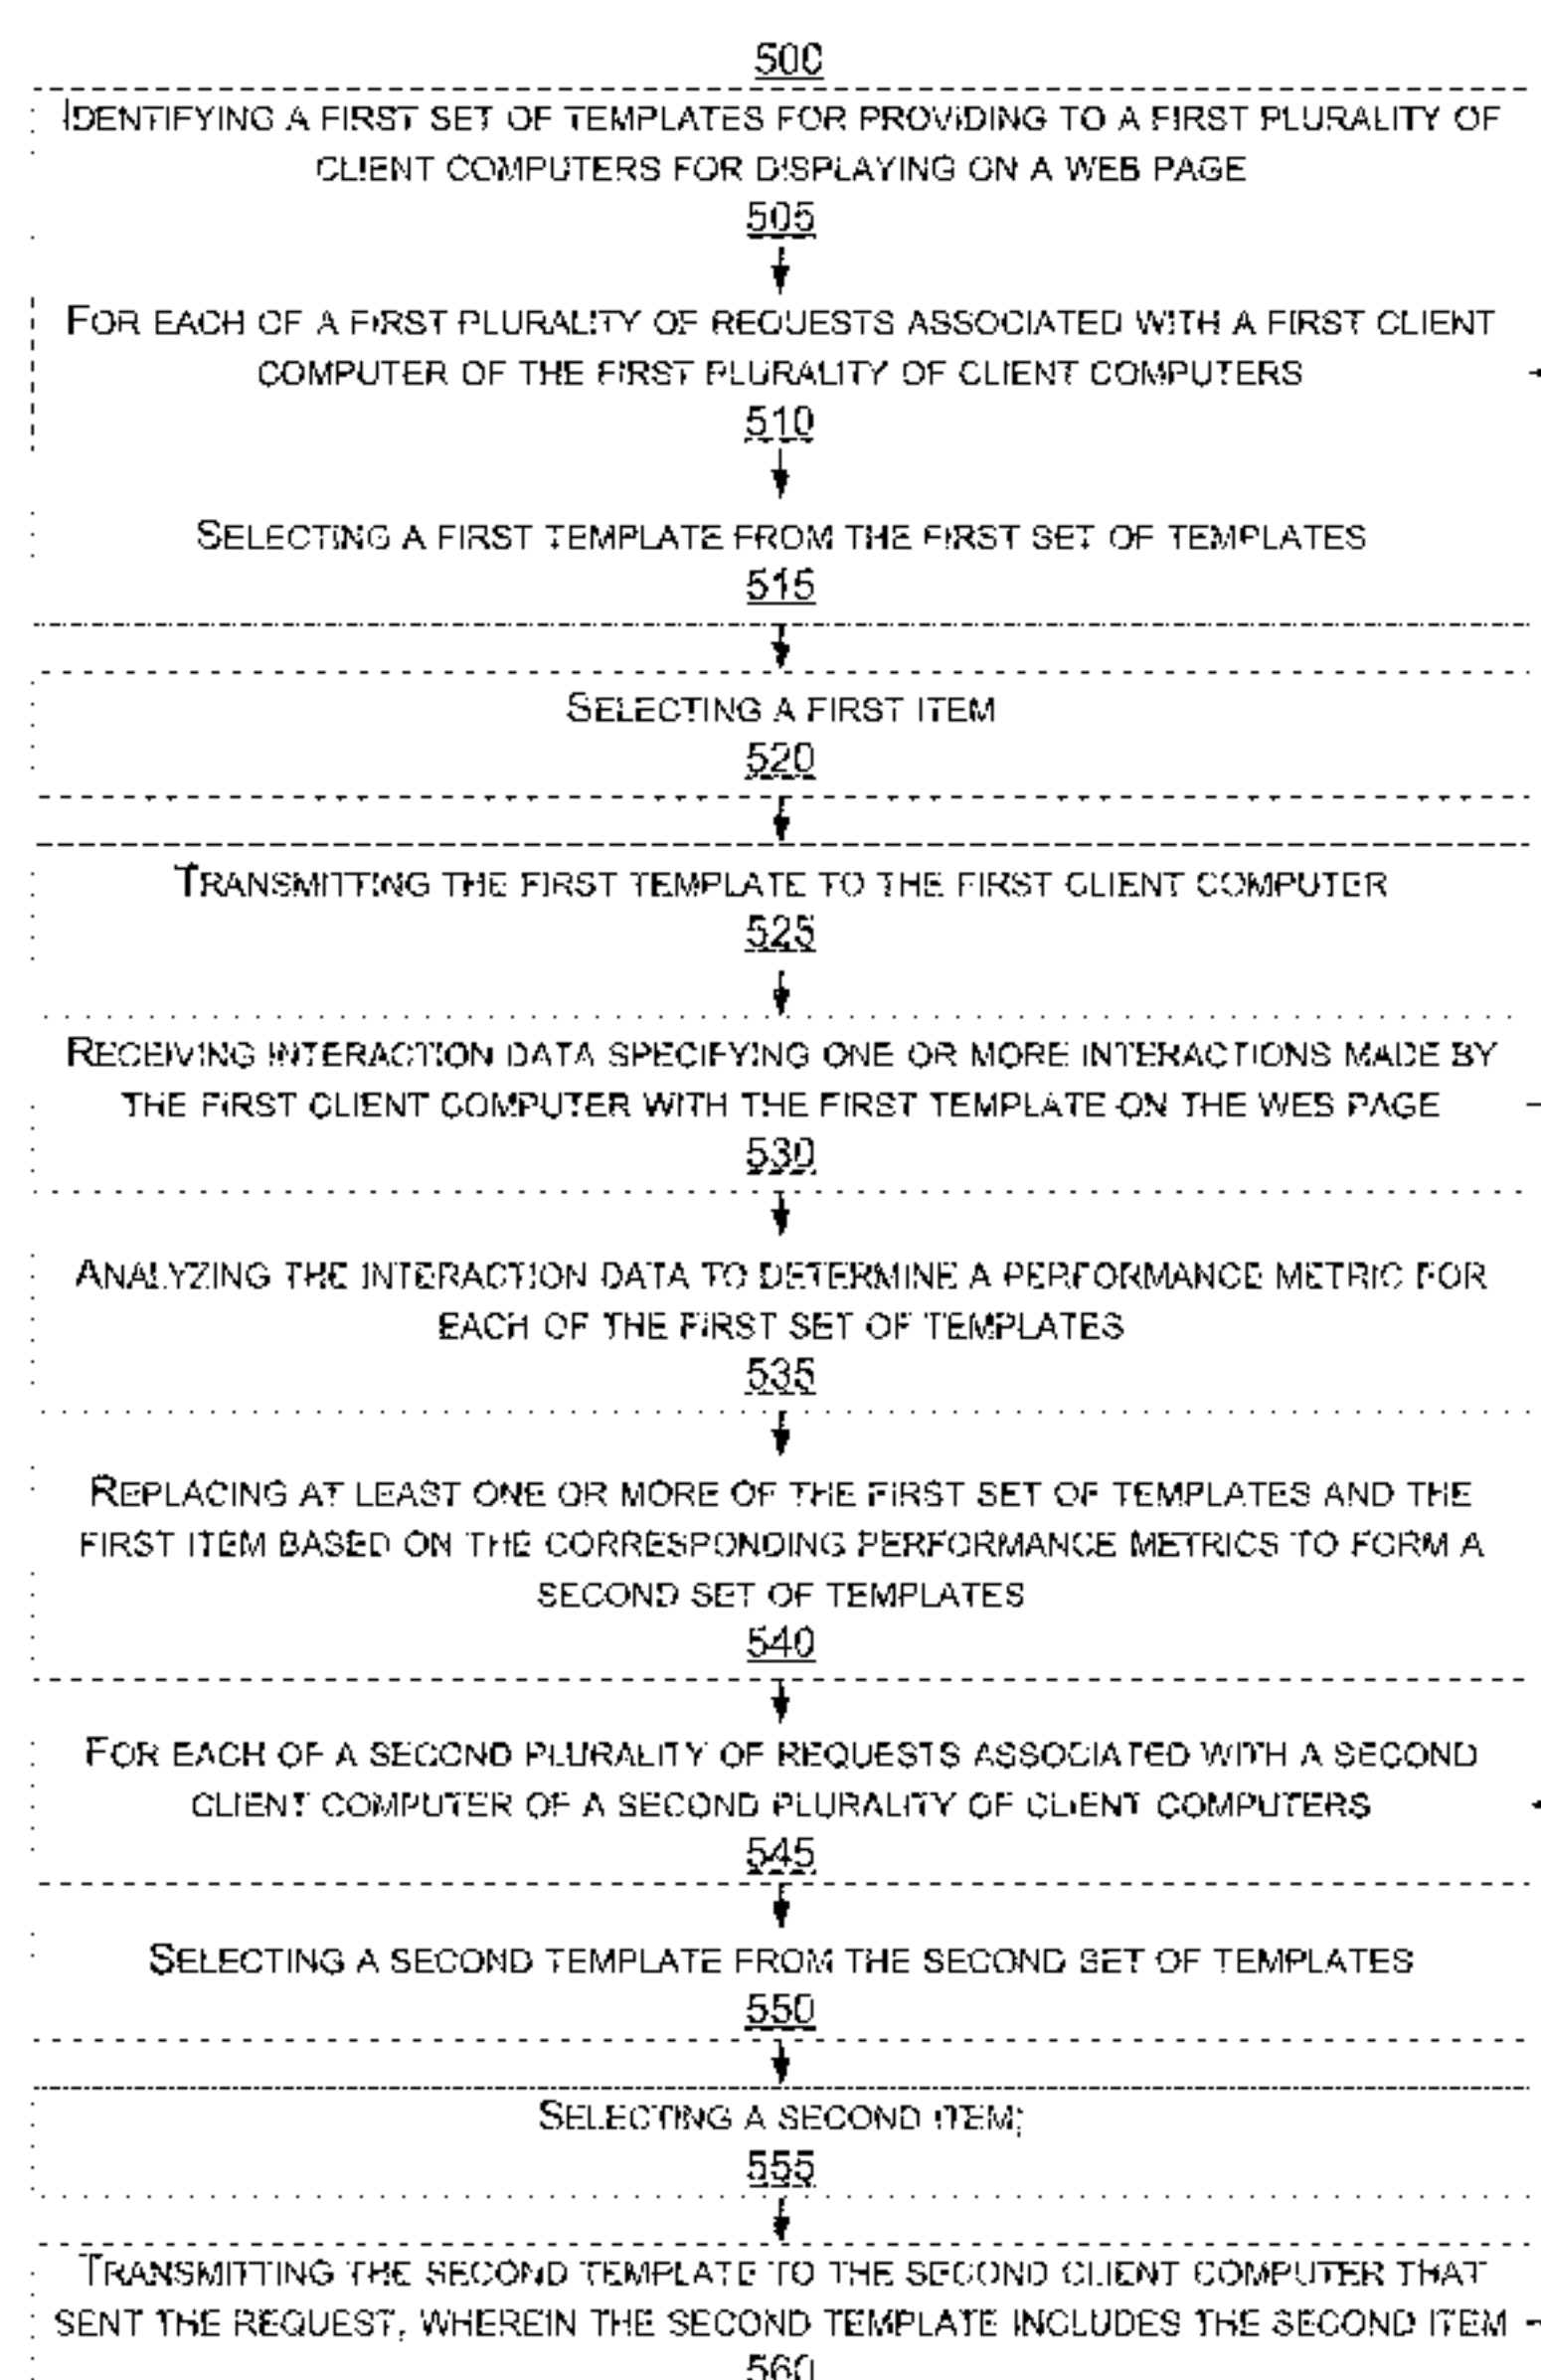 500
IDENTIFYING A FIRST SET OF TEMPLATES FOR PROVIDING TO A FIRST PLURALITY OF
CLIENT COMPUTERS FOR DISPLAYING ON A WEB PAGE
505
FOR EACH OF A FIRST PLURALITY OF REQUESTS ASSOCIATED WITH A FIRST CLIENT
COMPUTER OF THE FIRST PLURALITY OF CLIENT COMPUTERS
510
SELECTING A FIRST TEMPLATE FROM THE FIRST SET OF TEMPLATES
515
SELECTING A FIRST ITEM
520
TRANSMITTING THE FIRST TEMPLATE TO THE FIRST CLIENT COMPUTER
525
RECEIVING INTERACTION DATA SPECIFYING ONE OR MORE INTERACTIONS MADE BY
THE FIRST CLIENT COMPUTER WITH THE FIRST TEMPLATE ON THE WEB PAGE
530
ANALYZING THE INTERACTION DATA TO DETERMINE A PERFORMANCE METRIC FOR
EACH OF THE FIRST SET OF TEMPLATES
535
REPLACING AT LEAST ONE OR MORE OF THE FIRST SET OF TEMPLATES AND THE
FIRST ITEM BASED ON THE CORRESPONDING PERFORMANCE METRICS TO FORM A
SECOND SET OF TEMPLATES
540
FOR EACH OF A SECOND PLURALITY OF REQUESTS ASSOCIATED WITH A SECOND
CLIENT COMPUTER OF A SECOND PLURALITY OF CLIENT COMPUTERS
545
SELECTING A SECOND TEMPLATE FROM THE SECOND SET OF TEMPLATES
550
SELECTING A SECOND ITEM;
555
TRANSMITTING THE SECOND TEMPLATE TO THE SECOND CLIENT COMPUTER THAT
SENT THE REQUEST, WHEREIN THE SECOND TEMPLATE INCLUDES THE SECOND ITEM
560